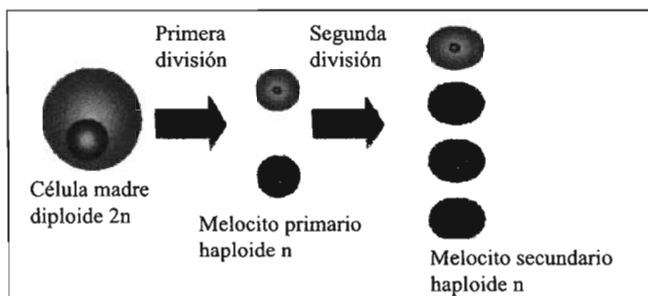 Primera
división
Segunda
división
Célula madre
diploide 2n
Melocito primario
haploide n
Melocito secundario
haploide n